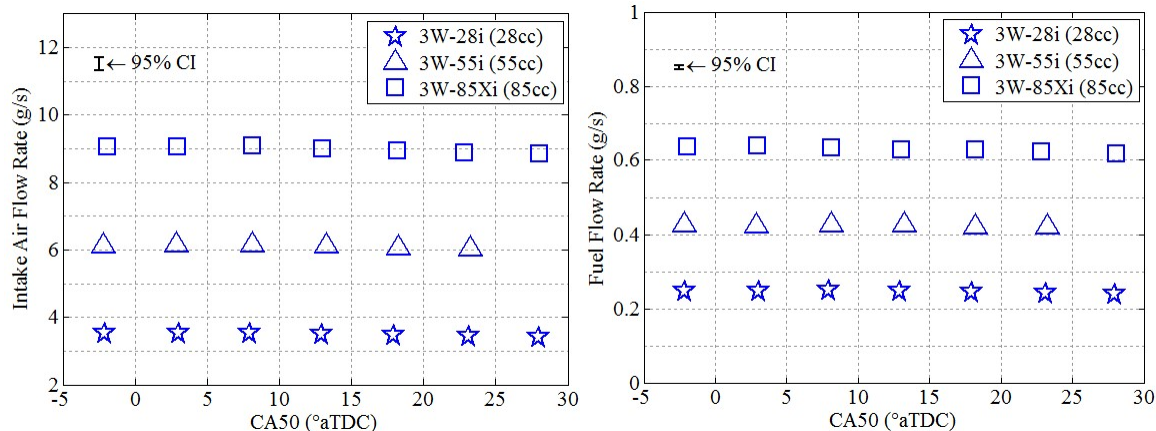 12
10
8
6
4
2
-5
0
5
10
15
20
25
30
Intake Air Flow Rate (g/s)
CA50 (°aTDC)
← 95% CI
3W-28i (28cc)
3W-55i (55cc)
3W-85Xi (85cc)
1
0.8
0.6
0.4
0.2
0
-5
0
5
10
15
20
25
30
Fuel Flow Rate (g/s)
CA50 (°aTDC)
← 95% CI
3W-28i (28cc)
3W-55i (55cc)
3W-85Xi (85cc)